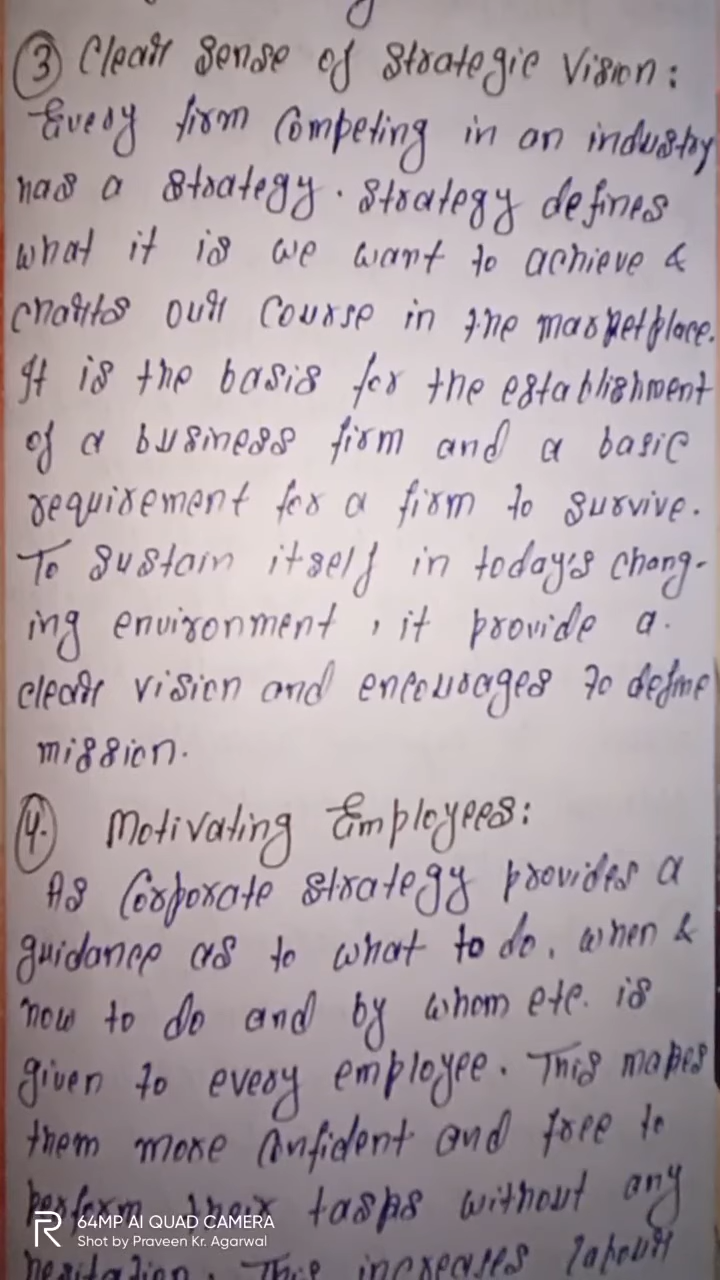 ③ Clear Sense of Strategic Vision:
Every firm Competing in an industry
has a strategy. Strategy defines
what it is we want to achieve &
charts our course in the marketplace.
It is the basis for the establishment
of a business firm and a basic
requirement for a firm to survive.
To sustain itself in today's chang-
ing environment, it provide a
clear vision and encourages to define
mission.
④ Motivating Employees:
As Corporate strategy provides a
guidance as to what to do, when &
how to do and by whom etc. is
given to every employee. This makes
them more Confident and free to
perform their tasks without any
hesitation. This increases labour
64MP AI QUAD CAMERA
Shot by Praveen Kr. Agarwal